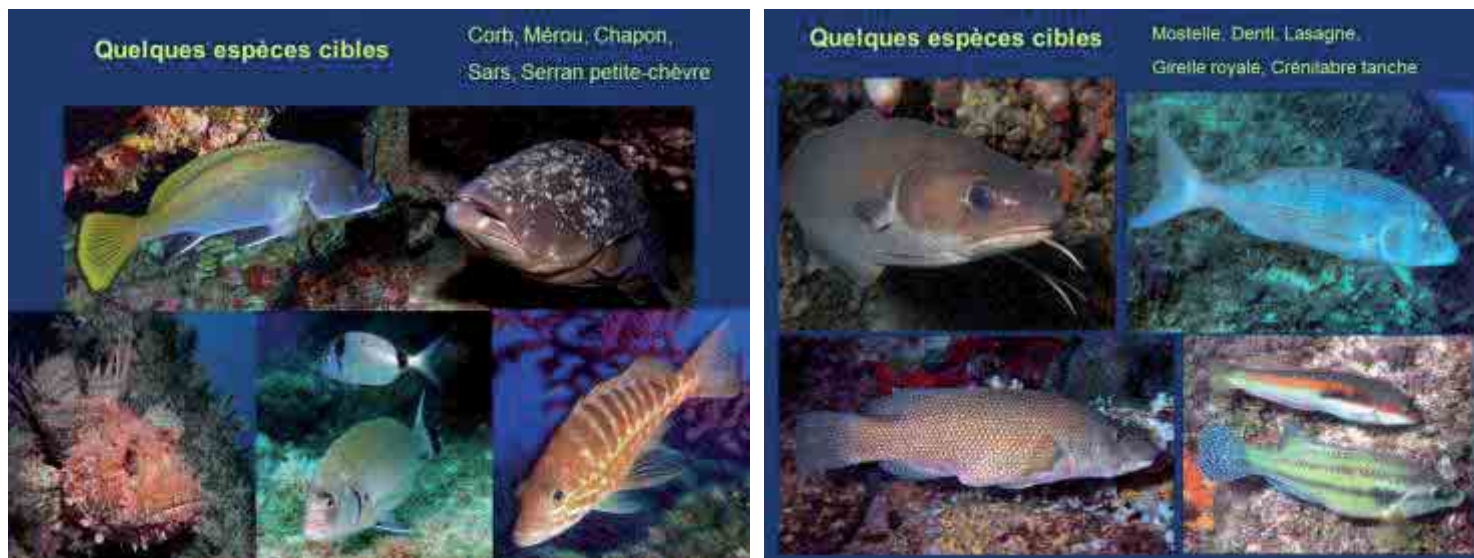 Quelques espèces cibles
Corb, Mérou, Chapon,
Sars, Serran petite-chèvre
Quelques espèces cibles
Mostelle, Denti, Lasagne,
Girelle royale, Crénilabre tanche